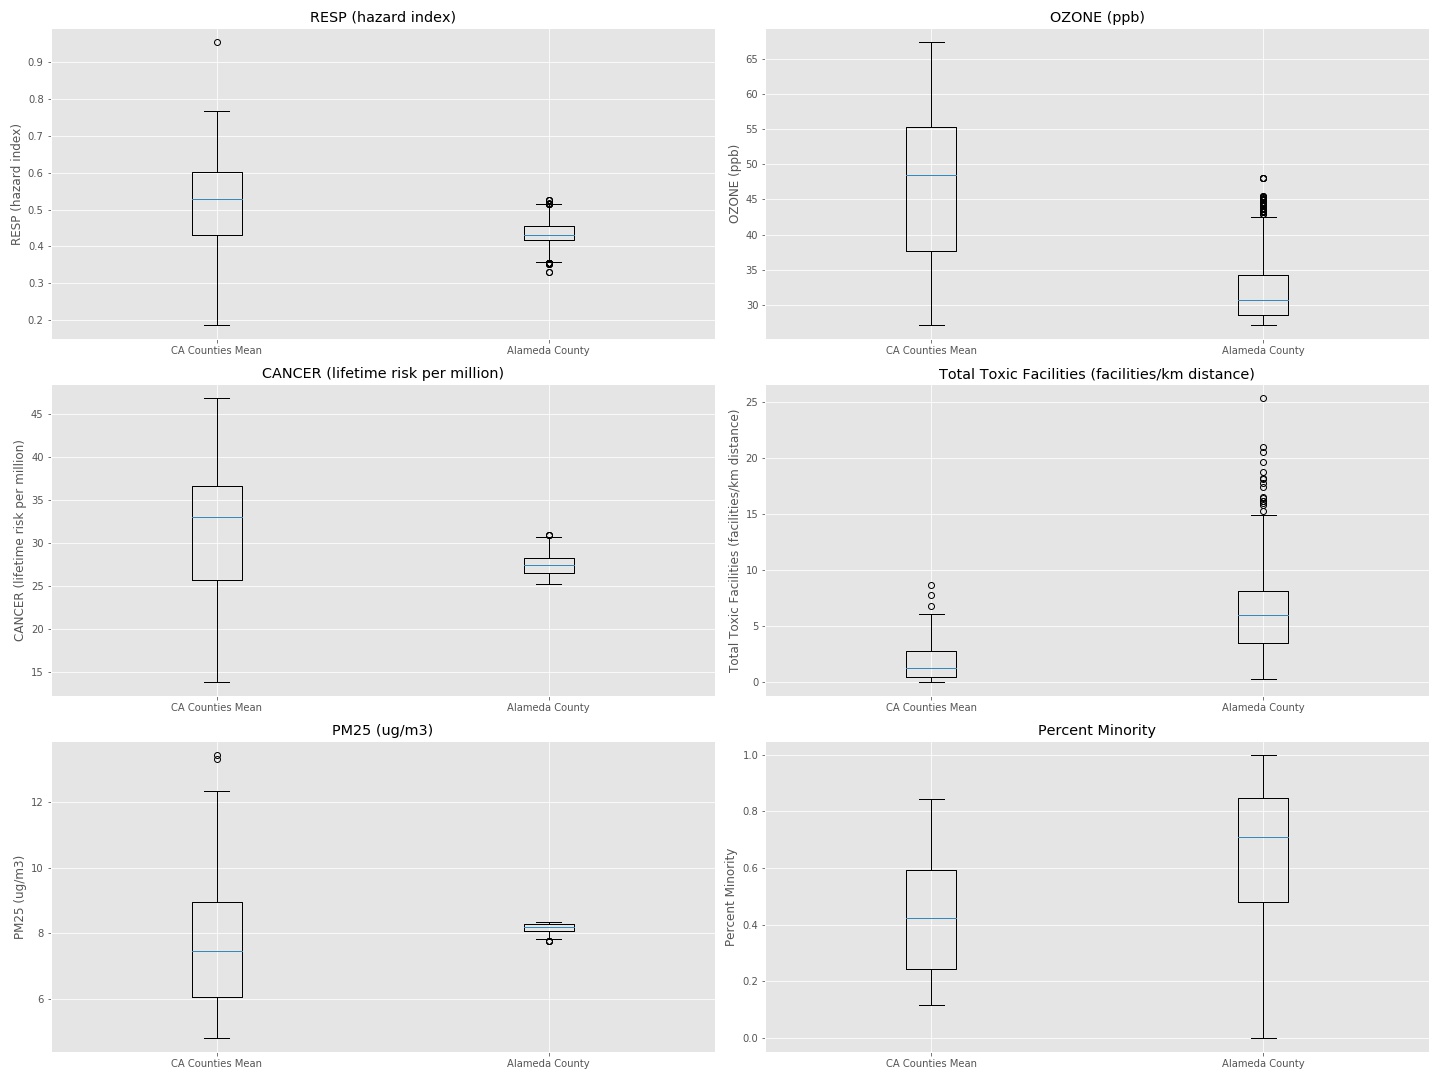 RESP (hazard index)
RESP (hazard index)
0.9
0.8
0.7
0.6
0.5
0.4
0.3
0.2
CA Counties Mean
Alameda County
OZONE (ppb)
OZONE (ppb)
65
60
55
50
45
40
35
30
CA Counties Mean
Alameda County
CANCER (lifetime risk per million)
CANCER (lifetime risk per million)
45
40
35
30
25
20
15
CA Counties Mean
Alameda County
Total Toxic Facilities (facilities/km distance)
Total Toxic Facilities (facilities/km distance)
25
20
15
10
5
0
CA Counties Mean
Alameda County
PM25 (ug/m3)
PM25 (ug/m3)
12
10
8
6
CA Counties Mean
Alameda County
Percent Minority
Percent Minority
1.0
0.8
0.6
0.4
0.2
0.0
CA Counties Mean
Alameda County